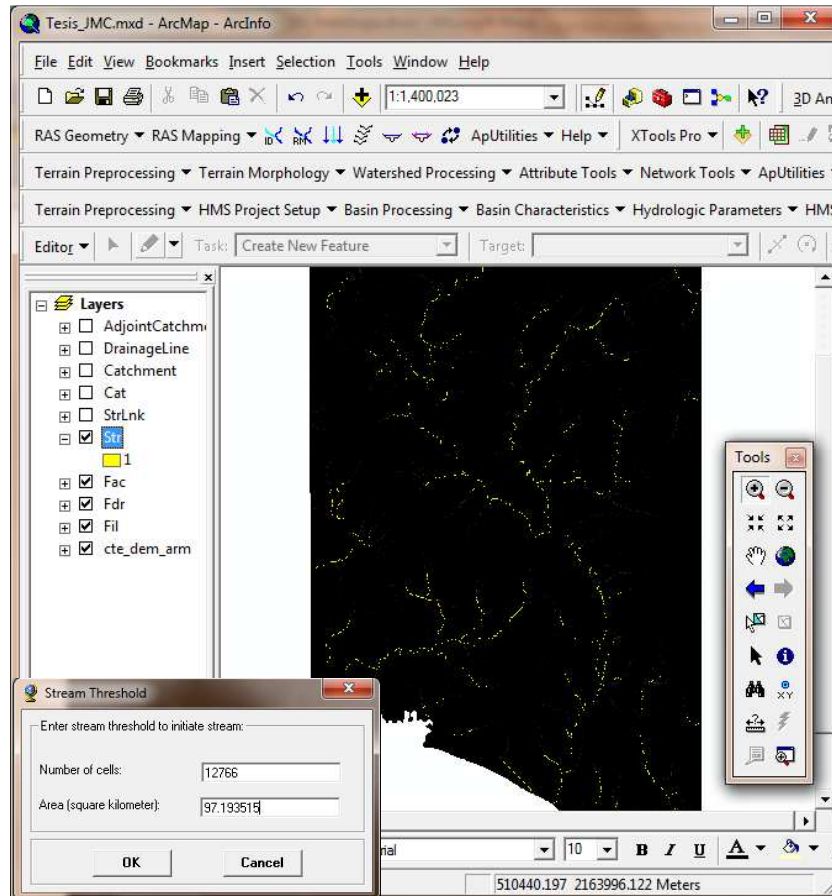 Tesis_JMC.mxd - ArcMap - ArcInfo
File Edit View Bookmarks Insert Selection Tools Window Help
1:1,400,023
3D An
RAS Geometry RAS Mapping ID RM ApUtilities Help XTools Pro
Terrain Preprocessing Terrain Morphology Watershed Processing Attribute Tools Network Tools ApUtilities
Terrain Preprocessing HMS Project Setup Basin Processing Basin Characteristics Hydrologic Parameters HMS
Editor Task: Create New Feature Target:
Layers
AdjointCatchm
DrainageLine
Catchment
Cat
StrLnk
Str
1
Fac
Fdr
Fil
cte_dem_arm
Tools
XY
Stream Threshold
Enter stream threshold to initiate stream:
Number of cells: 12766
Area (square kilometer): 97.193515
OK Cancel
rial 10 B I U A
510440.197 2163996.122 Meters